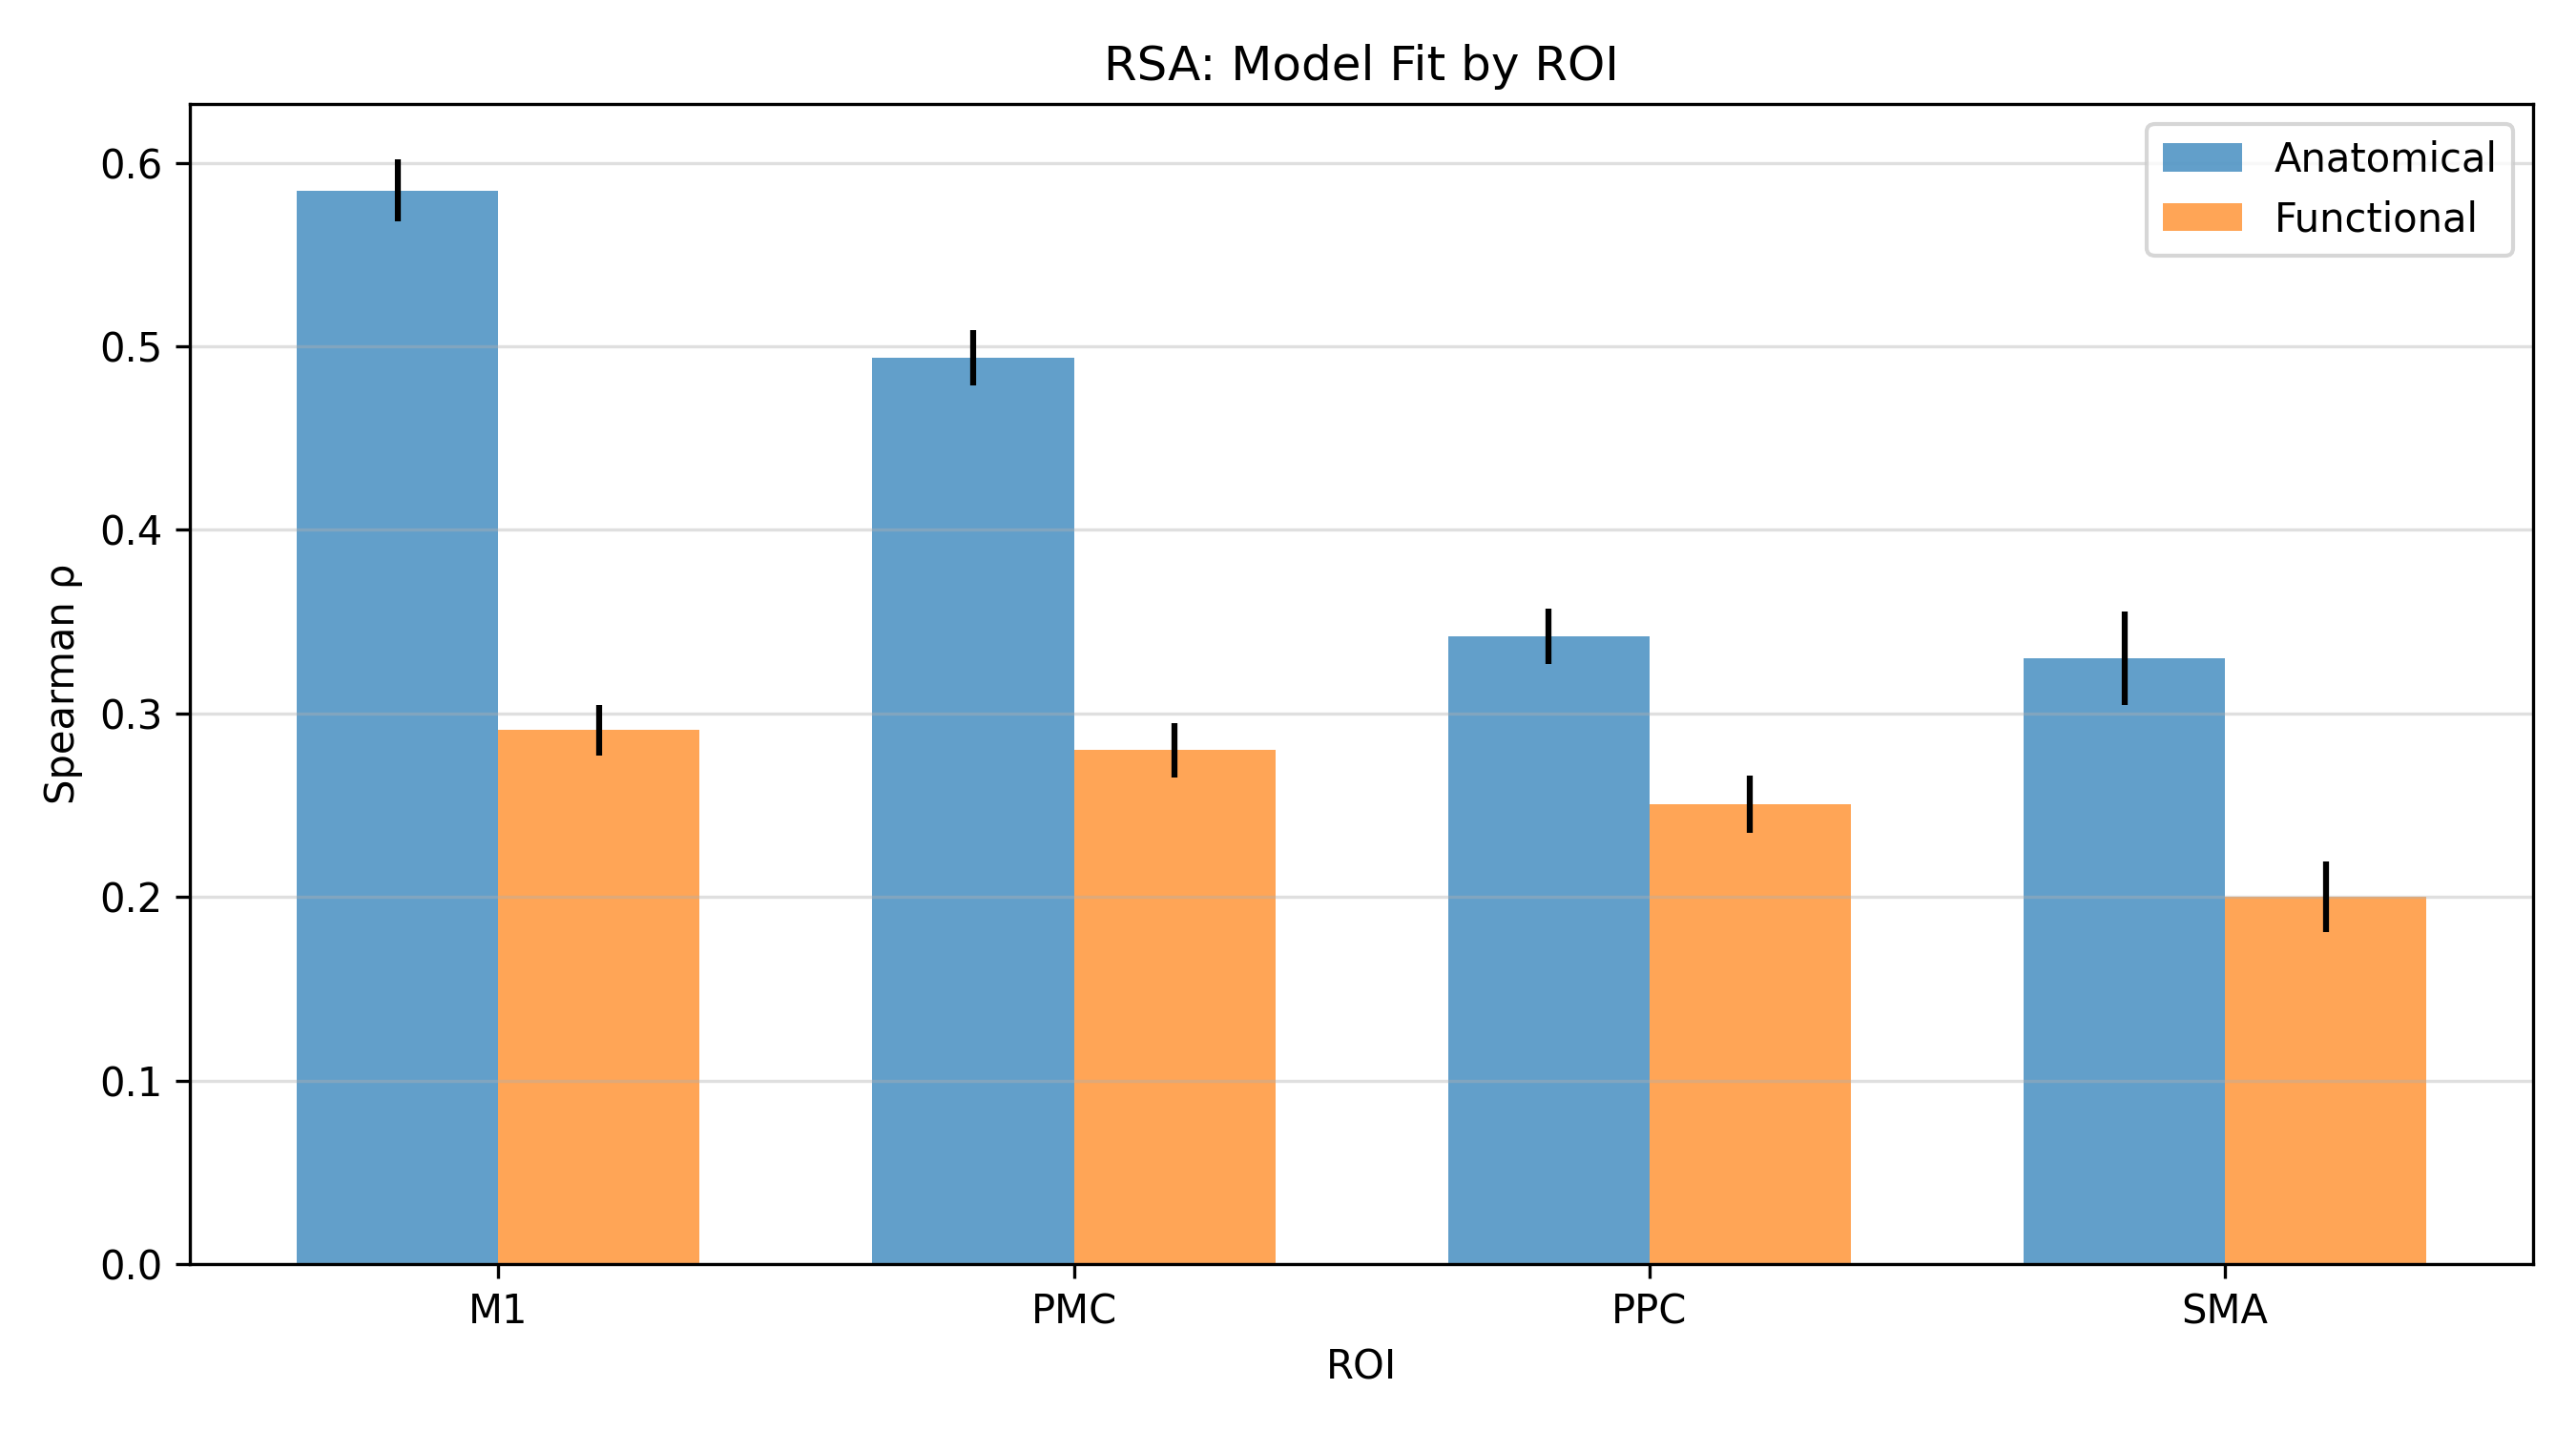 RSA: Model Fit by ROI
Anatomical
Functional
Spearman ρ
0.6
0.5
0.4
0.3
0.2
0.1
0.0
M1 PMC PPC SMA
ROI